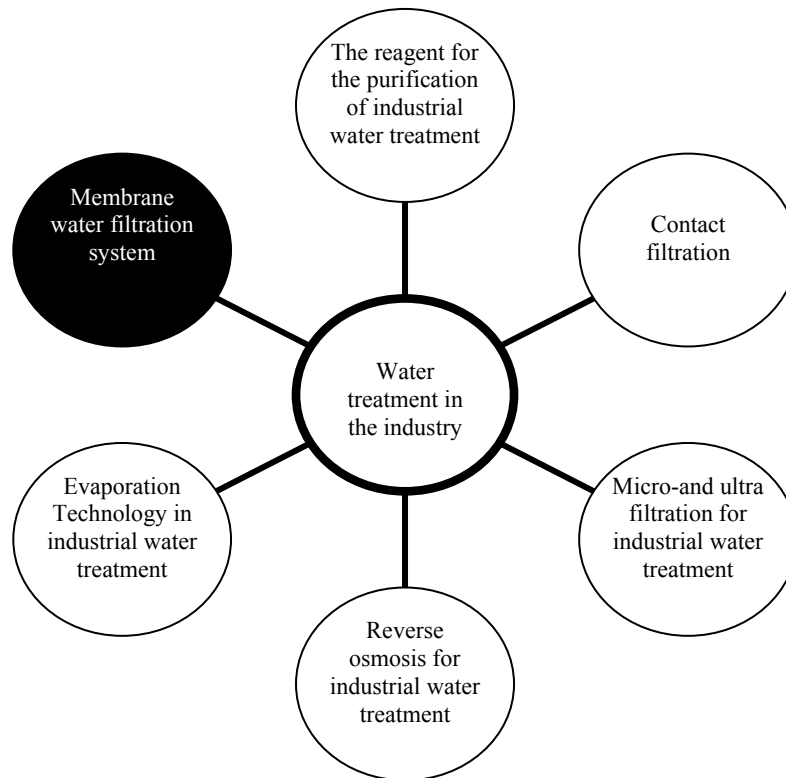 The reagent for
the purification
of industrial
water treatment
Membrane
water filtration
system
Contact
filtration
Water
treatment in
the industry
Evaporation
Technology in
industrial water
treatment
Micro-and ultra
filtration for
industrial water
treatment
Reverse
osmosis for
industrial water
treatment